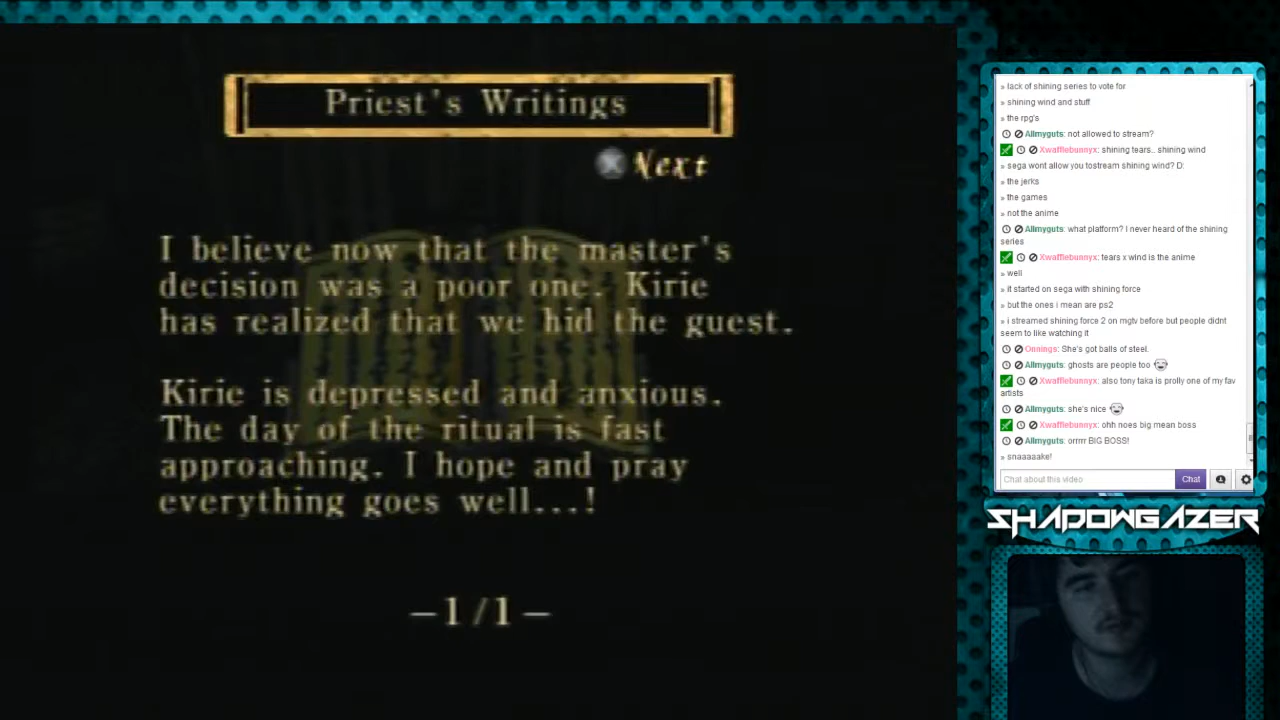 Priest's Writings
Next
I believe now that the master's
decision was a poor one. Kirie
has realized that we hid the guest.
Kirie is depressed and anxious.
The day of the ritual is fast
approaching. I hope and pray
everything goes well...!
–1/1–
» lack of shining series to vote for
» shining wind and stuff
» the rpg's
Allmyguts: not allowed to stream?
Xwafflebunnyx: shining tears.. shining wind
» sega wont allow you tostream shining wind? D:
» the jerks
» the games
» not the anime
Allmyguts: what platform? I never heard of the shining
series
Xwafflebunnyx: tears x wind is the anime
» well
» it started on sega with shining force
» but the ones i mean are ps2
» i streamed shining force 2 on mgtv before but people didnt
seem to like watching it
Onnings: She's got balls of steel.
Allmyguts: ghosts are people too
Xwafflebunnyx: also tony taka is prolly one of my fav
artists
Allmyguts: she's nice
Xwafflebunnyx: ohh noes big mean boss
Allmyguts: orrrrr BIG BOSS!
» snaaaaake!
Chat about this video
Chat
SHADOWGAZER